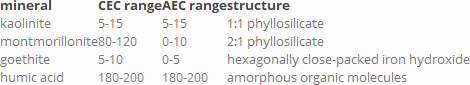 mineral CEC range AEC range structure
kaolinite 5-15 5-15 1:1 phyllosilicate
montmorillonite 80-120 0-10 2:1 phyllosilicate
goethite 5-10 0-5 hexagonally close-packed iron hydroxide
humic acid 180-200 180-200 amorphous organic molecules